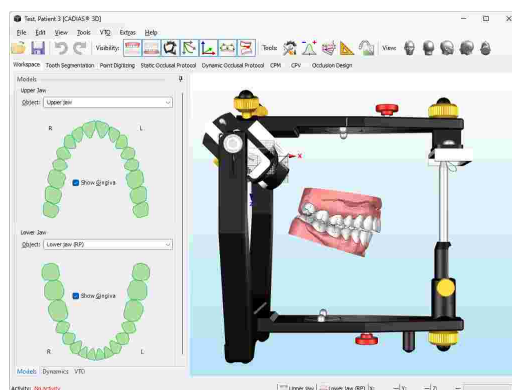 Test, Patient 3 [CADIAS® 3D]
File Edit View Tools VTO Extras Help
Visibility: Tools: View:
Workspace Tooth Segmentation Point Digitizing Static Occlusal Protocol Dynamic Occlusal Protocol CPM CPV Occlusion Design
Models
Upper Jaw
Object: Upper Jaw
R L
Show Gingiva
X
Lower Jaw
Object: Lower Jaw (RP)
Show Gingiva
R L
Models Dynamics VTO
Activity: No activity
Upper Jaw Lower Jaw (RP) X: --- Y: --- Z: ---